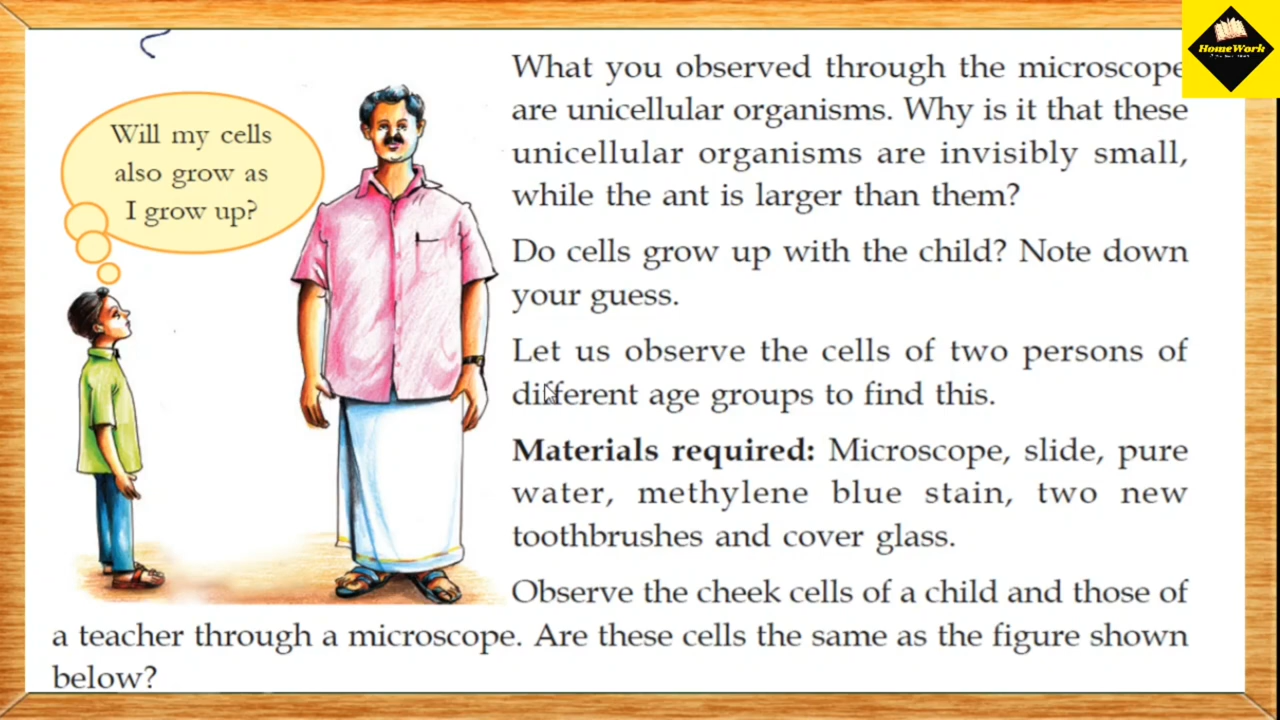 HomeWork
Will my cells
also grow as
I grow up?
What you observed through the microscope
are unicellular organisms. Why is it that these
unicellular organisms are invisibly small,
while the ant is larger than them?
Do cells grow up with the child? Note down
your guess.
Let us observe the cells of two persons of
different age groups to find this.
Materials required: Microscope, slide, pure
water, methylene blue stain, two new
toothbrushes and cover glass.
Observe the cheek cells of a child and those of
a teacher through a microscope. Are these cells the same as the figure shown
below?